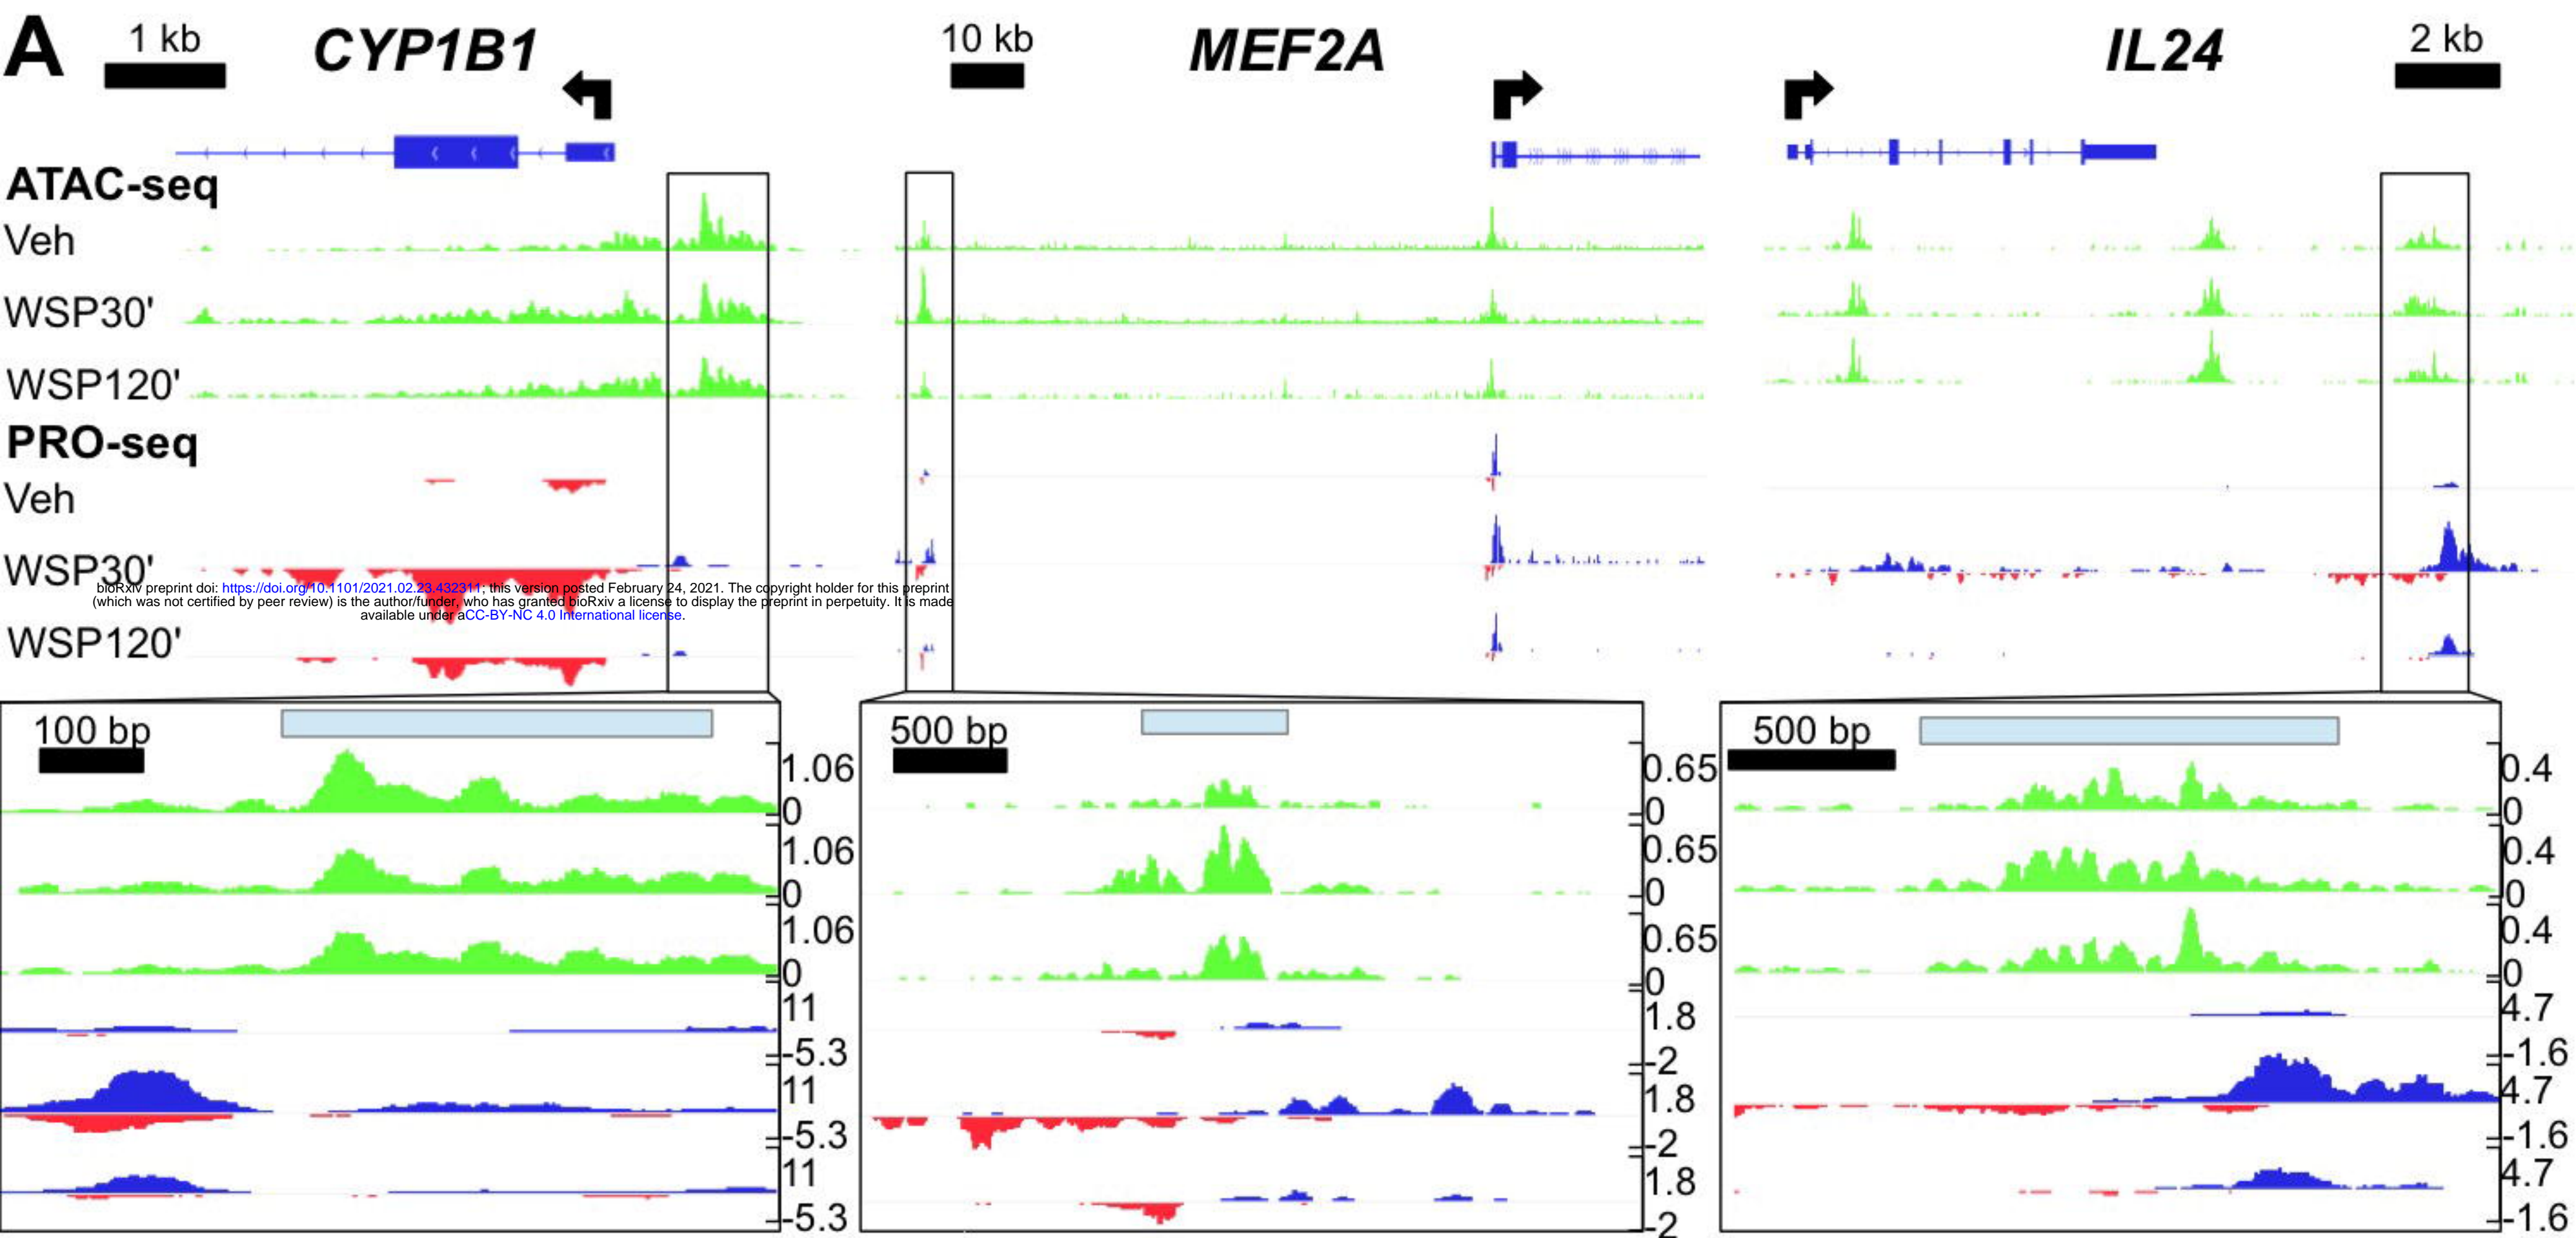 A
1 kb
CYP1B1
10 kb
MEF2A
IL24
2 kb
ATAC-seq
Veh
WSP30'
WSP120'
PRO-seq
Veh
WSP30'
bioRxiv preprint doi: https://doi.org/10.1101/2021.02.23.432311; this version posted February 24, 2021. The copyright holder for this preprint
(which was not certified by peer review) is the author/funder, who has granted bioRxiv a license to display the preprint in perpetuity. It is made
available under aCC-BY-NC 4.0 International license.
WSP120'
100 bp
1.06
0
1.06
0
1.06
0
11
-5.3
11
-5.3
11
-5.3
500 bp
0.65
0
0.65
0
0.65
0
1.8
-2
1.8
-2
1.8
-2
500 bp
0.4
0
0.4
0
0.4
0
4.7
-1.6
4.7
-1.6
4.7
-1.6